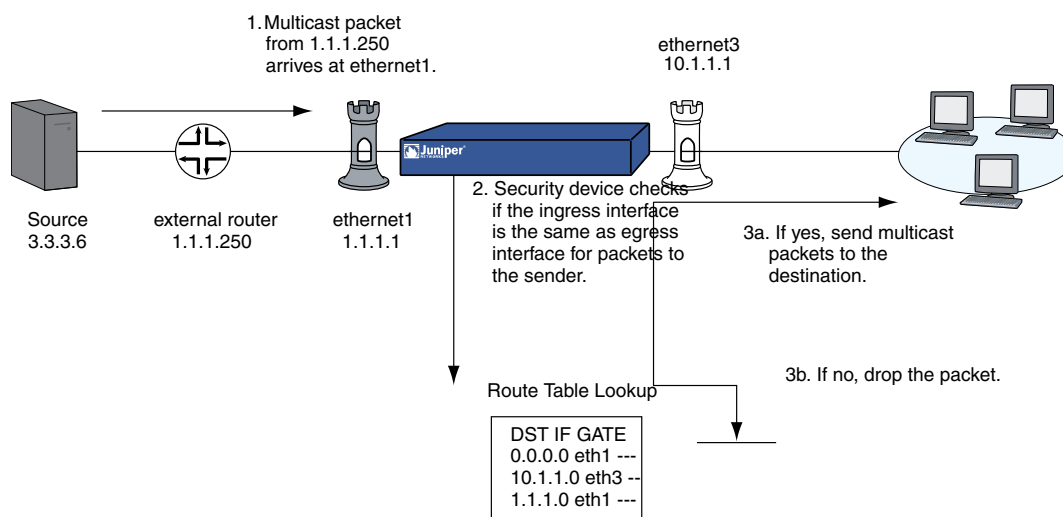 1. Multicast packet
from 1.1.1.250
arrives at ethernet1.
ethernet3
10.1.1.1
Juniper
NETWORKS
Source
3.3.3.6
external router
1.1.1.250
ethernet1
1.1.1.1
2. Security device checks
if the ingress interface
is the same as egress
interface for packets to
the sender.
3a. If yes, send multicast
packets to the
destination.
3b. If no, drop the packet.
Route Table Lookup
DST IF GATE
0.0.0.0 eth1 ---
10.1.1.0 eth3 --
1.1.1.0 eth1 ---